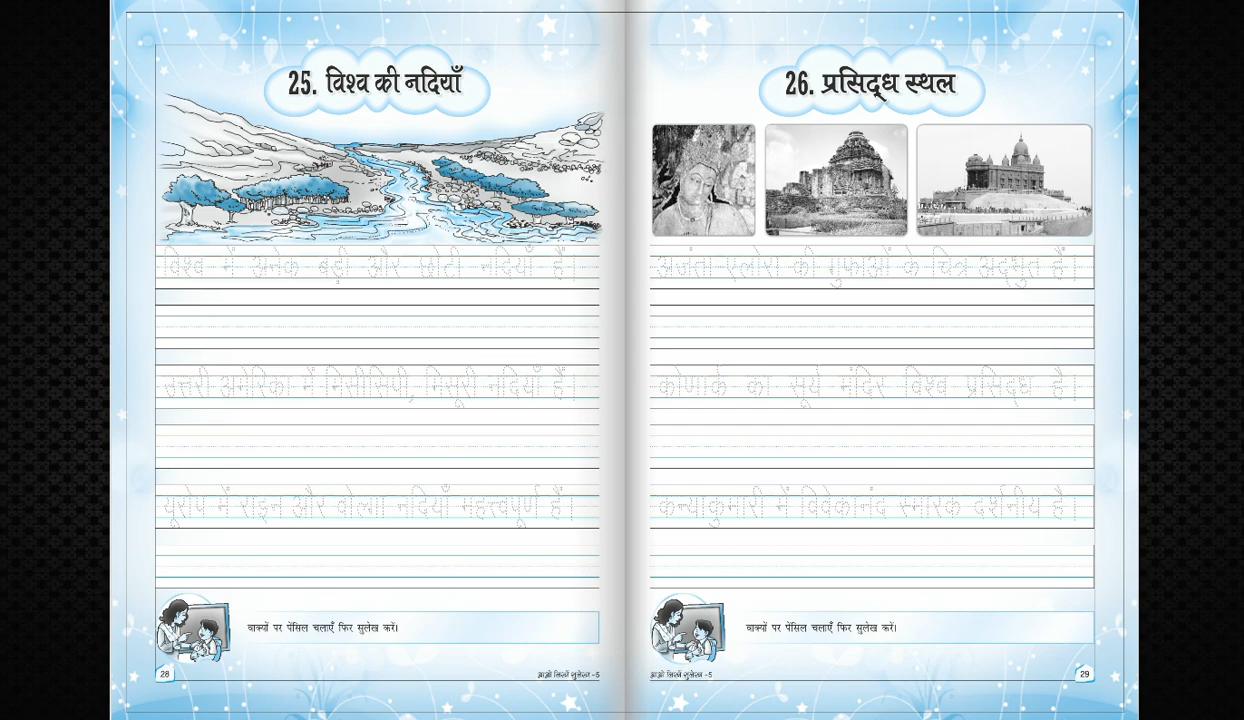 25. विश्व की नदियाँ
विश्व में अनेक बड़ी और छोटी नदियाँ हैं।
उत्तरी अमेरिका में मिसीसिपी, मिसूरी नदियाँ हैं।
यूरोप में राइन और वोल्गा नदियाँ महत्त्वपूर्ण हैं।
वाक्यों पर पेंसिल चलाएँ फिर सुलेख करें।
28
आओ लिखें सुलेख -5
26. प्रसिद्ध स्थल
अजंता-एलोरा की गुफाओं के चित्र अद्भुत हैं।
कोणार्क का सूर्य मंदिर विश्व प्रसिद्ध है।
कन्याकुमारी में विवेकानंद स्मारक दर्शनीय है।
वाक्यों पर पेंसिल चलाएँ फिर सुलेख करें।
आओ लिखें सुलेख -5
29